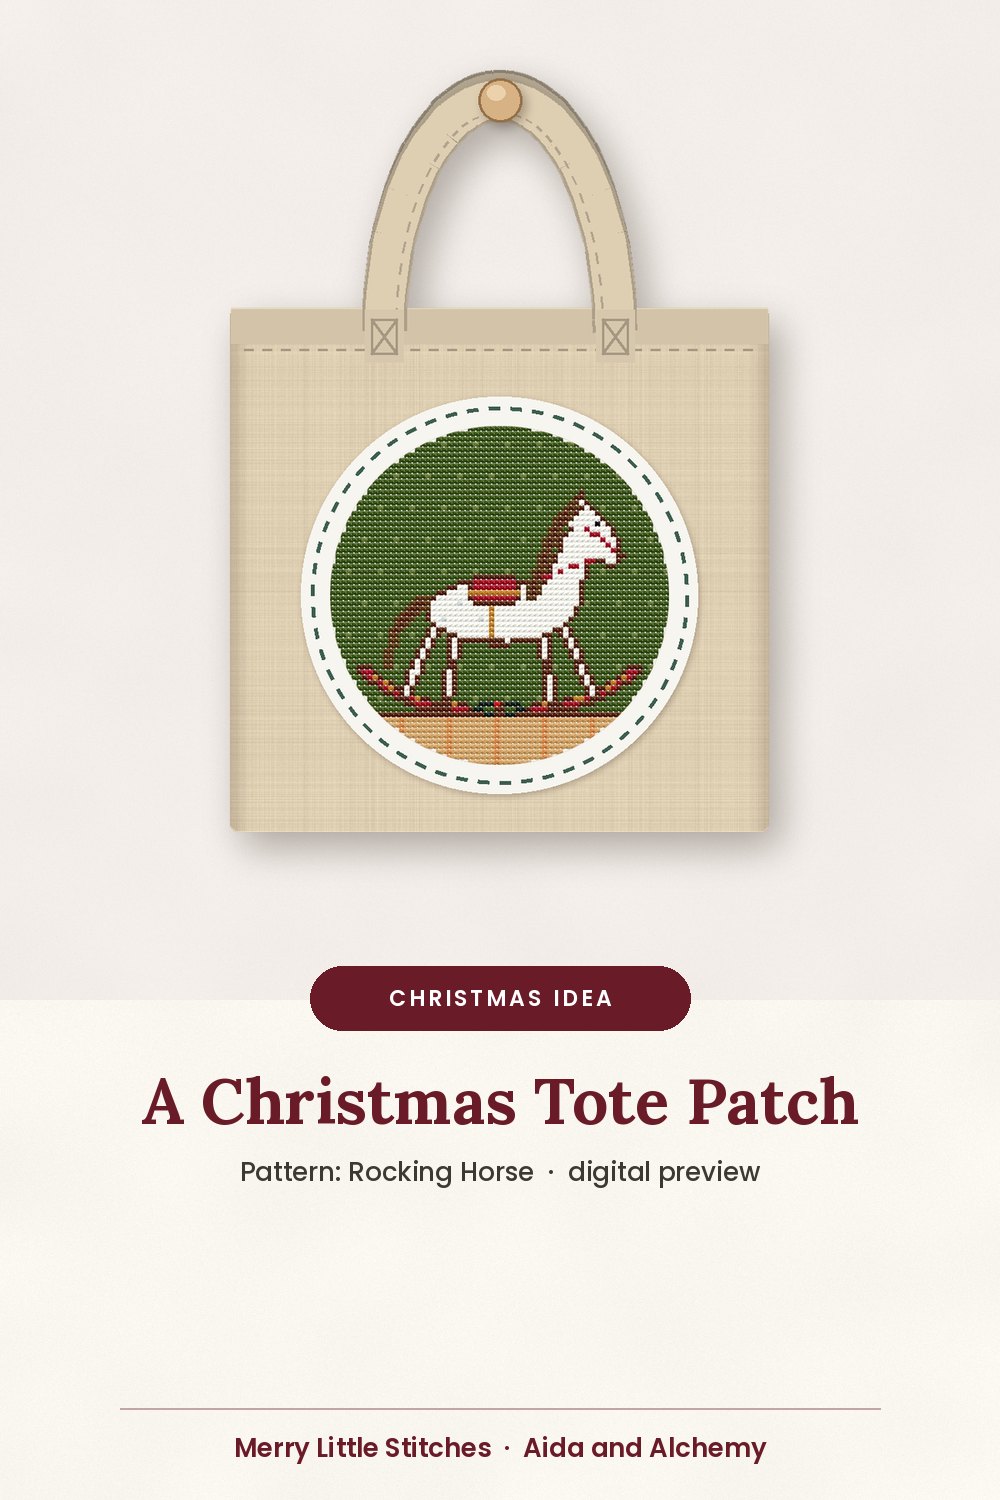 CHRISTMAS IDEA
A Christmas Tote Patch
Pattern: Rocking Horse · digital preview
Merry Little Stitches · Aida and Alchemy